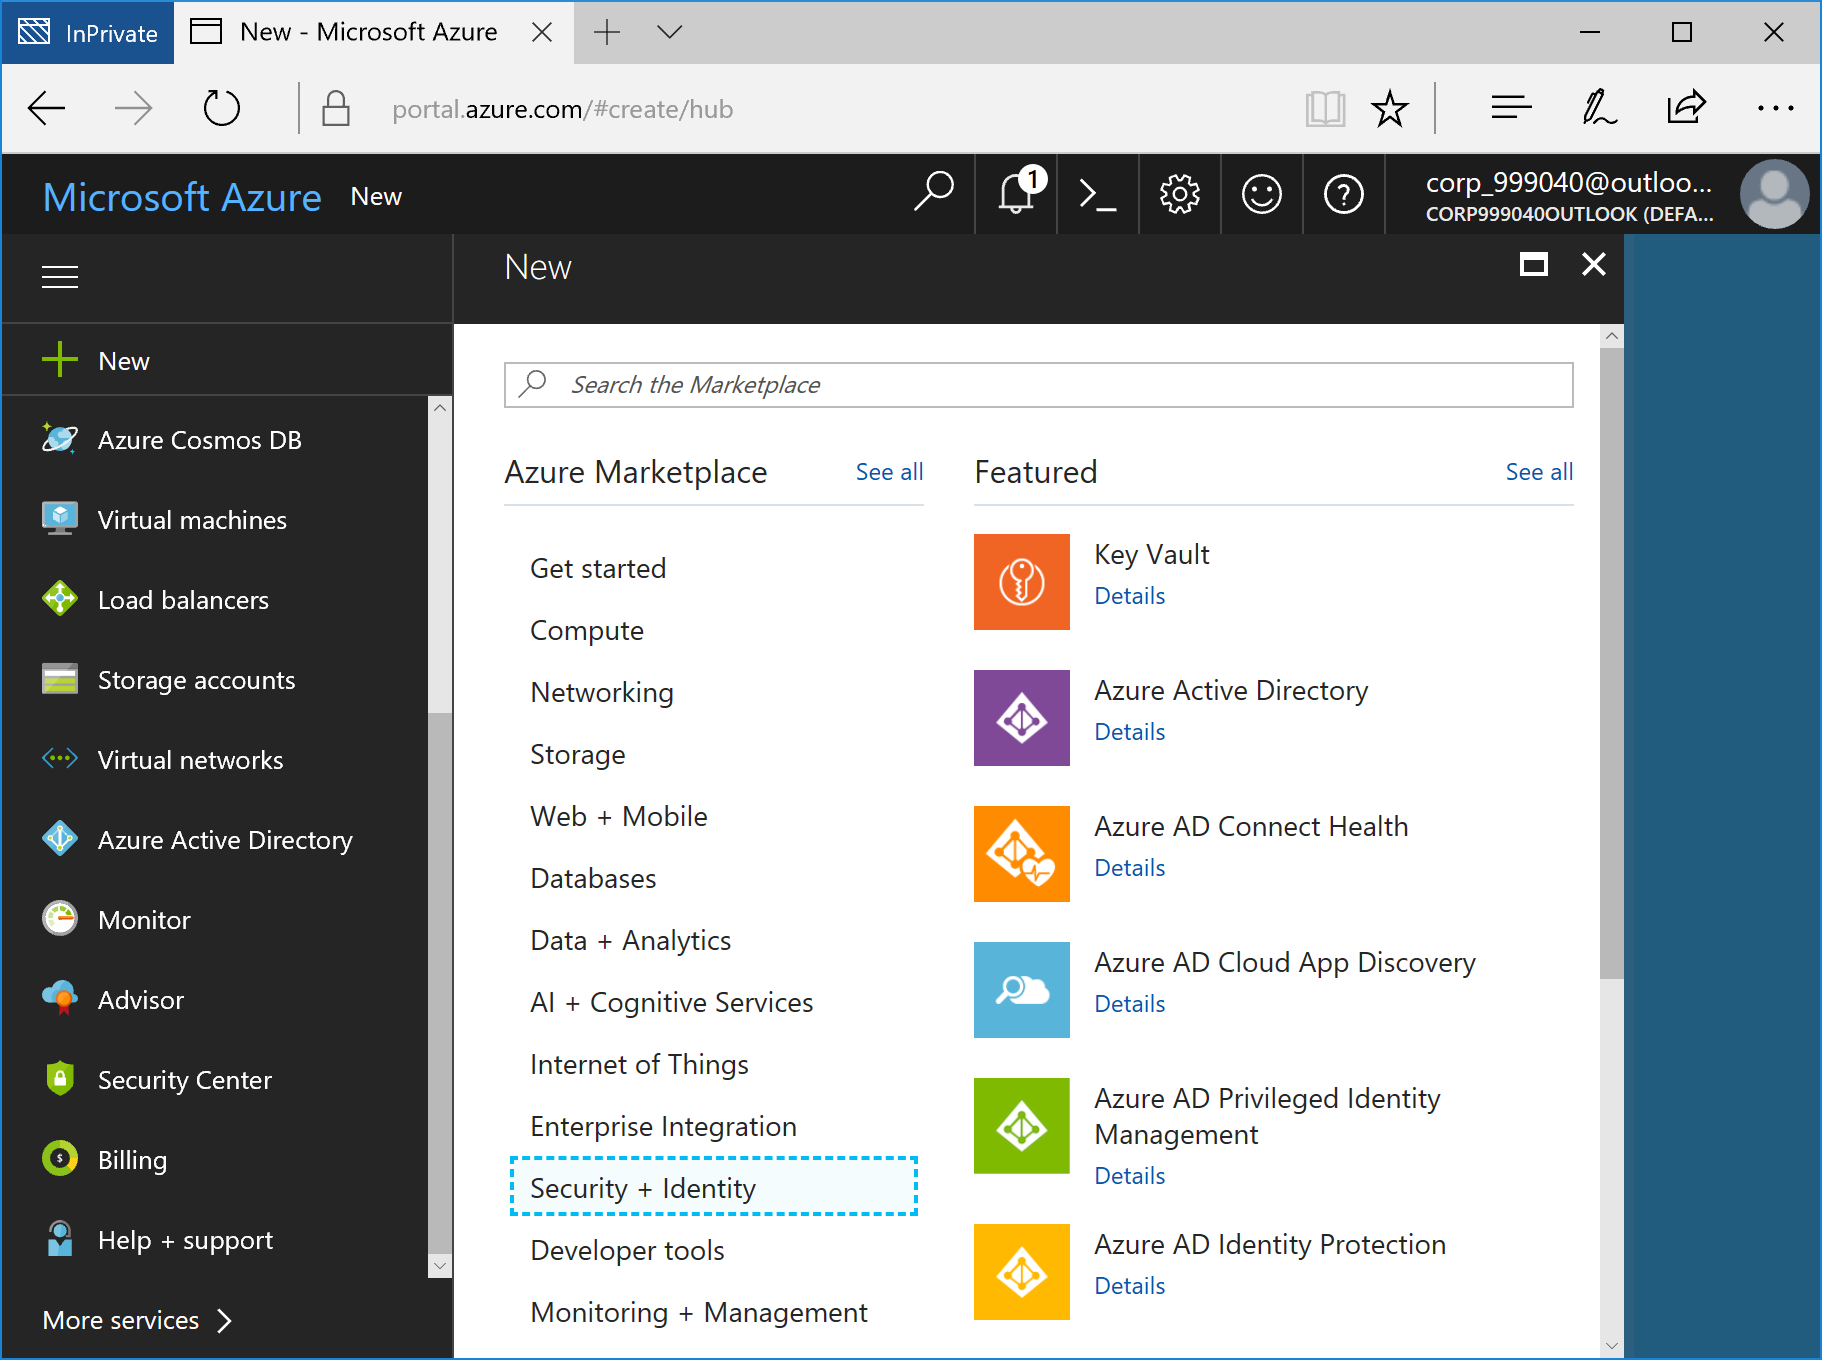 InPrivate
New - Microsoft Azure
portal.azure.com/#create/hub
Microsoft Azure
New
1
corp_999040@outloo...
CORP999040OUTLOOK (DEFA...
New
New
Azure Cosmos DB
Virtual machines
Load balancers
Storage accounts
Virtual networks
Azure Active Directory
Monitor
Advisor
Security Center
Billing
Help + support
More services
Search the Marketplace
Azure Marketplace
See all
Get started
Compute
Networking
Storage
Web + Mobile
Databases
Data + Analytics
AI + Cognitive Services
Internet of Things
Enterprise Integration
Security + Identity
Developer tools
Monitoring + Management
Featured
See all
Key Vault
Details
Azure Active Directory
Details
Azure AD Connect Health
Details
Azure AD Cloud App Discovery
Details
Azure AD Privileged Identity
Management
Details
Azure AD Identity Protection
Details